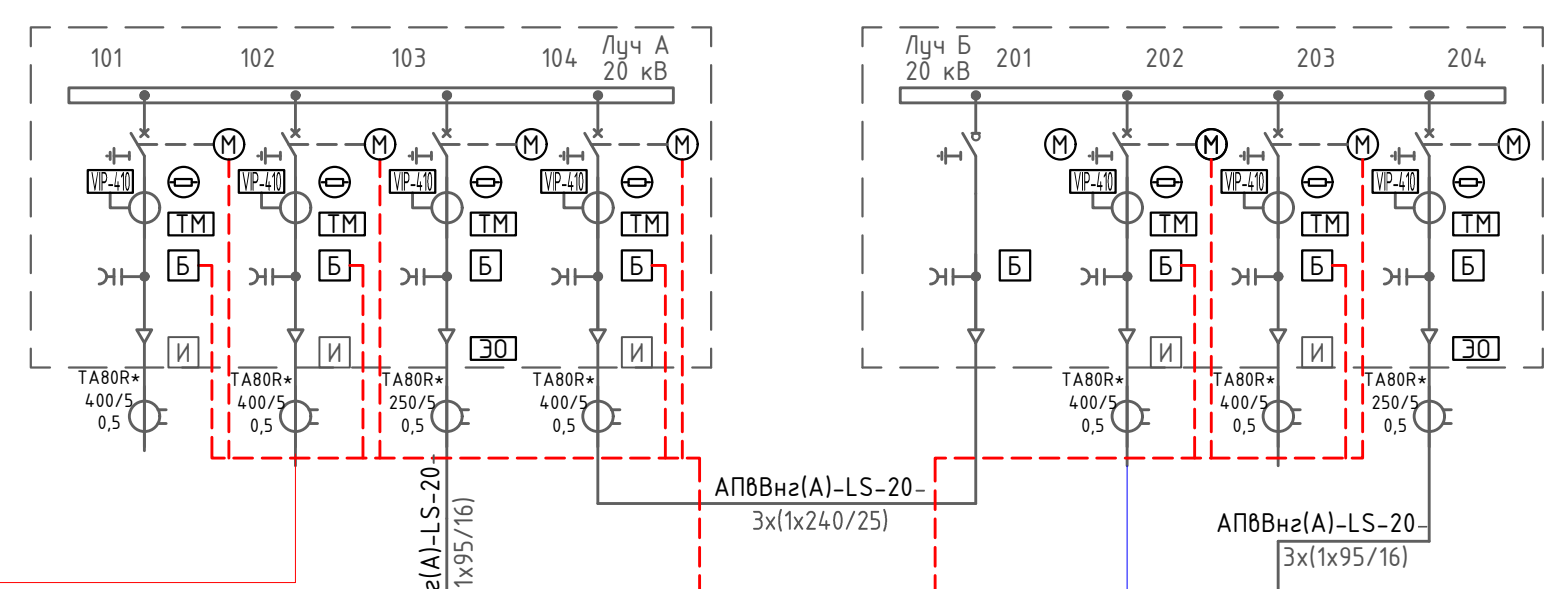 101
102
103
104
Луч А
20 кВ
Луч Б
20 кВ
201
202
203
204
M
M
M
M
M
M
M
M
VIP-410
VIP-410
VIP-410
VIP-410
VIP-410
VIP-410
VIP-410
ТМ
ТМ
ТМ
ТМ
ТМ
ТМ
ТМ
Б
Б
Б
Б
Б
Б
Б
Б
И
И
ЭО
И
И
И
ЭО
TA80R*
400/5
0,5
TA80R*
400/5
0,5
TA80R*
250/5
0,5
TA80R*
400/5
0,5
TA80R*
400/5
0,5
TA80R*
400/5
0,5
TA80R*
250/5
0,5
г(А)-LS-20-
1х95/16)
АПвВнг(А)-LS-20-
3х(1х240/25)
АПвВнг(А)-LS-20-
3х(1х95/16)